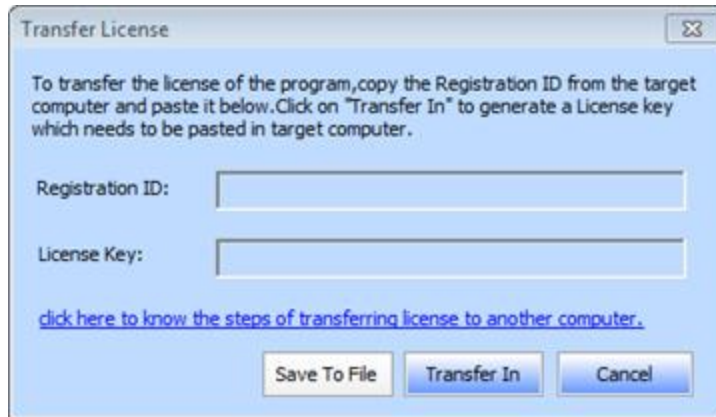 Transfer License
To transfer the license of the program,copy the Registration ID from the target
computer and paste it below.Click on "Transfer In" to generate a License key
which needs to be pasted in target computer.
Registration ID:
License Key:
click here to know the steps of transferring license to another computer.
Save To File Transfer In Cancel